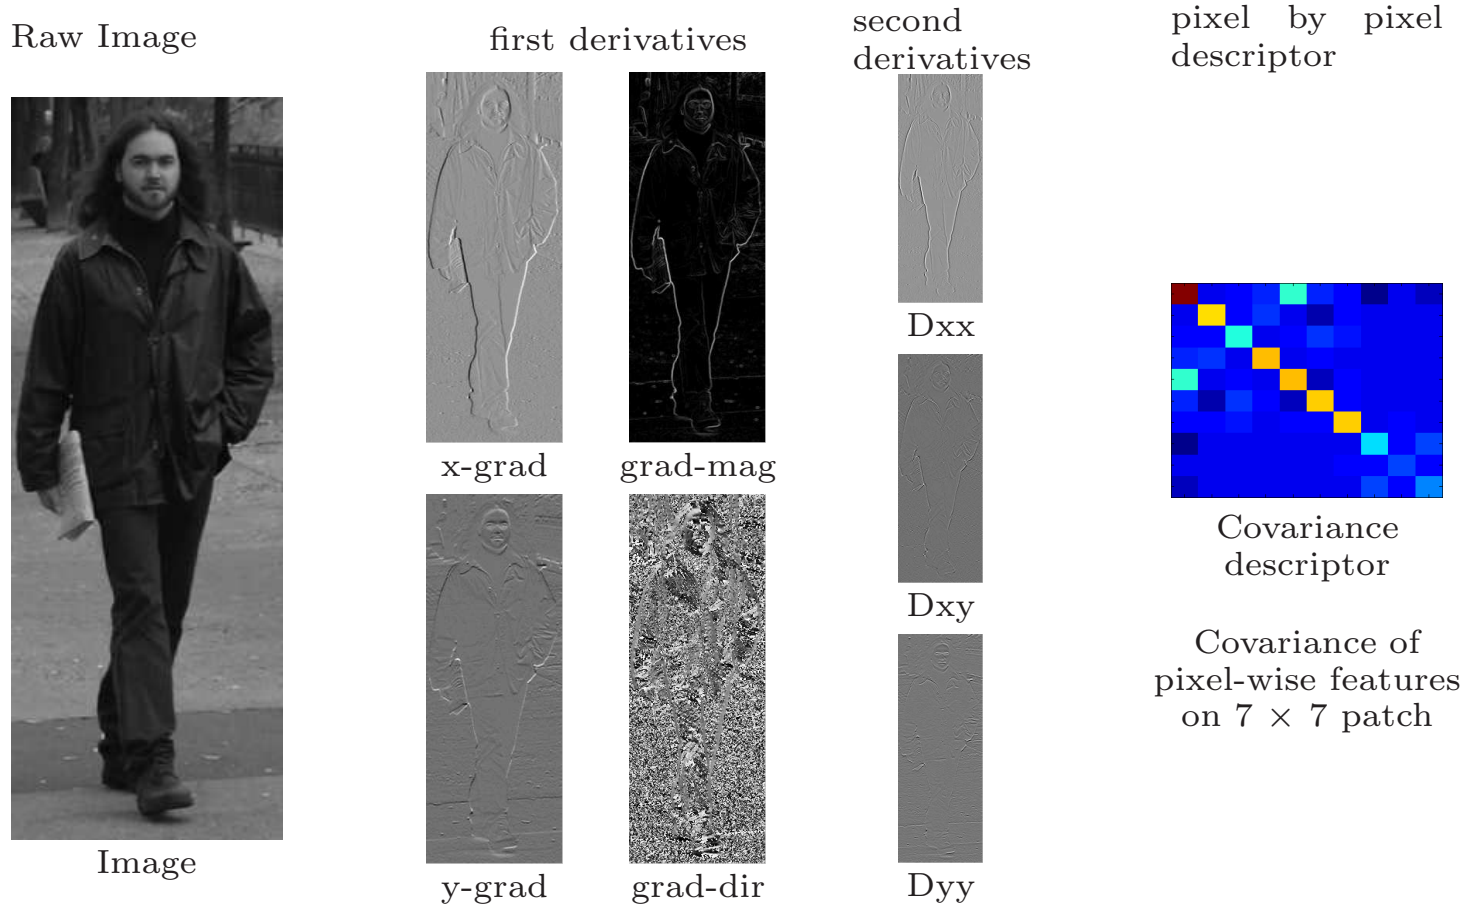 Raw Image
first derivatives
second
derivatives
pixel by pixel
descriptor
Image
x-grad
grad-mag
y-grad
grad-dir
Dxx
Dxy
Dyy
Covariance
descriptor
Covariance of
pixel-wise features
on 7 × 7 patch